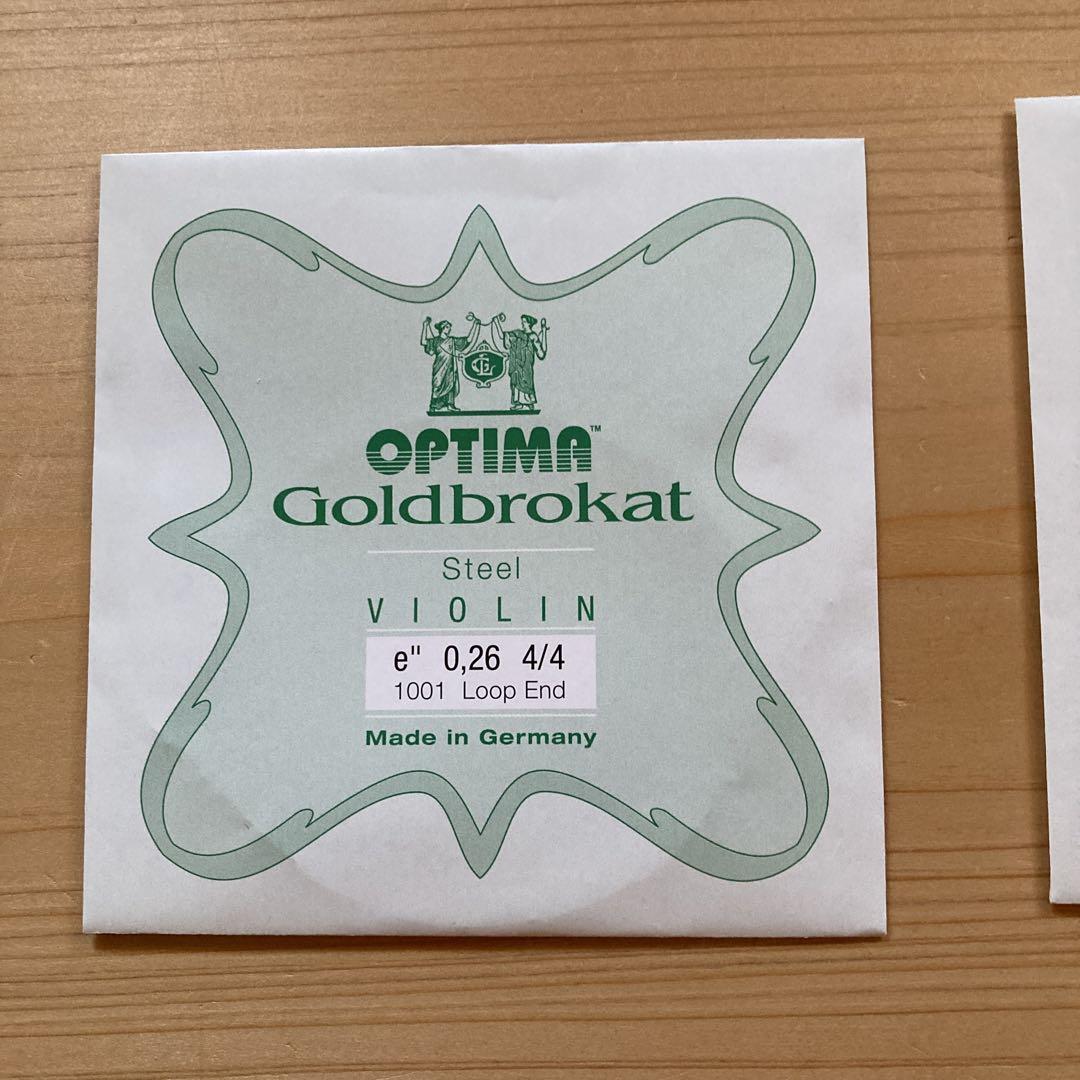 OPTIMA™
Goldbrokat
Steel
VIOLIN
e" 0,26 4/4
1001 Loop End
Made in Germany